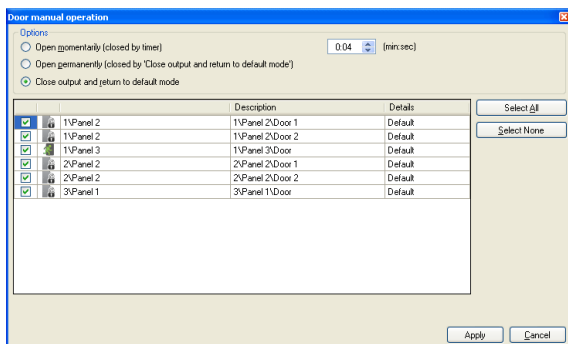 Door manual operation
Options
Open momentarily (closed by timer) 0:04 (min:sec)
Open permanently (closed by 'Close output and return to default mode')
Close output and return to default mode
Description Details
1\Panel 2 1\Panel 2\Door 1 Default
1\Panel 2 1\Panel 2\Door 2 Default
1\Panel 3 1\Panel 3\Door Default
2\Panel 2 2\Panel 2\Door 1 Default
2\Panel 2 2\Panel 2\Door 2 Default
3\Panel 1 3\Panel 1\Door Default
Select All
Select None
Apply Cancel